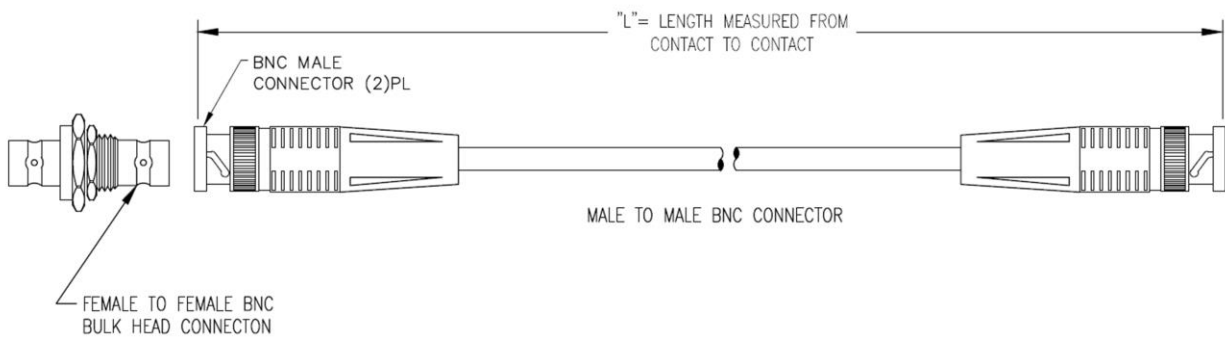 "L"= LENGTH MEASURED FROM
CONTACT TO CONTACT
BNC MALE
CONNECTOR (2)PL
MALE TO MALE BNC CONNECTOR
FEMALE TO FEMALE BNC
BULK HEAD CONNECTON